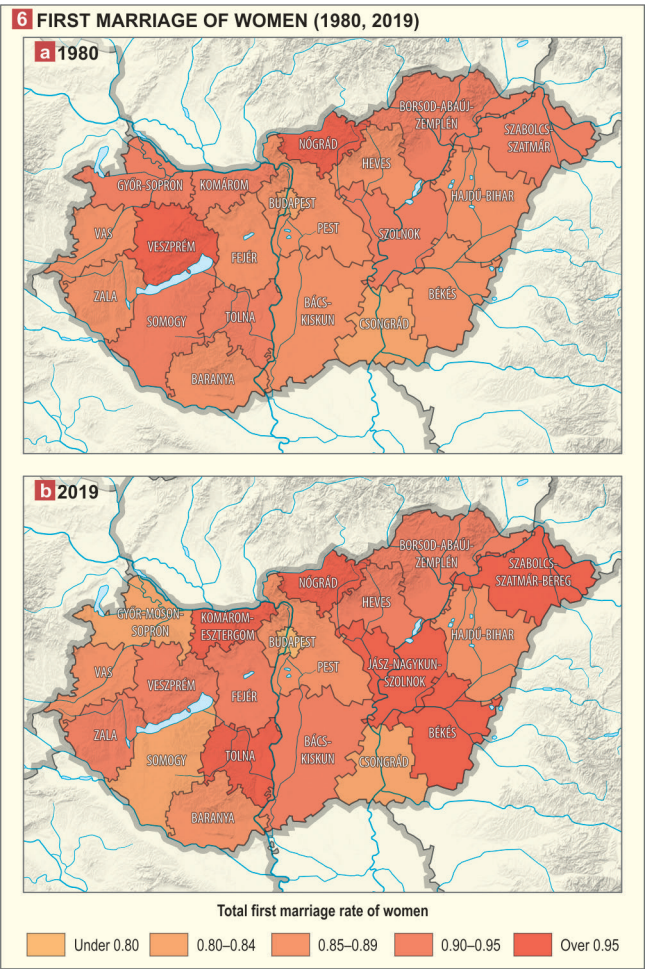 6 FIRST MARRIAGE OF WOMEN (1980, 2019)
a 1980
BORSOD-ABAÚJ-
ZEMPLÉN
SZABOLCS-
SZATMÁR
NÓGRÁD
HEVES
GYŐR-SOPRON
KOMÁROM
BUDAPEST
HAJDÚ-BIHAR
VAS
VESZPRÉM
FEJÉR
PEST
SZOLNOK
ZALA
SOMOGY
TOLNA
BÁCS-
KISKUN
CSONGRÁD
BÉKÉS
BARANYA
b 2019
BORSOD-ABAÚJ-
ZEMPLÉN
SZABOLCS-
SZATMÁR-BEREG
NÓGRÁD
HEVES
GYŐR-MOSON-
SOPRON
KOMÁROM-
ESZTERGOM
BUDAPEST
HAJDÚ-BIHAR
VAS
VESZPRÉM
FEJÉR
PEST
JÁSZ-NAGYKUN-
SZOLNOK
ZALA
SOMOGY
TOLNA
BÁCS-
KISKUN
CSONGRÁD
BÉKÉS
BARANYA
Total first marriage rate of women
Under 0.80 0.80–0.84 0.85–0.89 0.90–0.95 Over 0.95